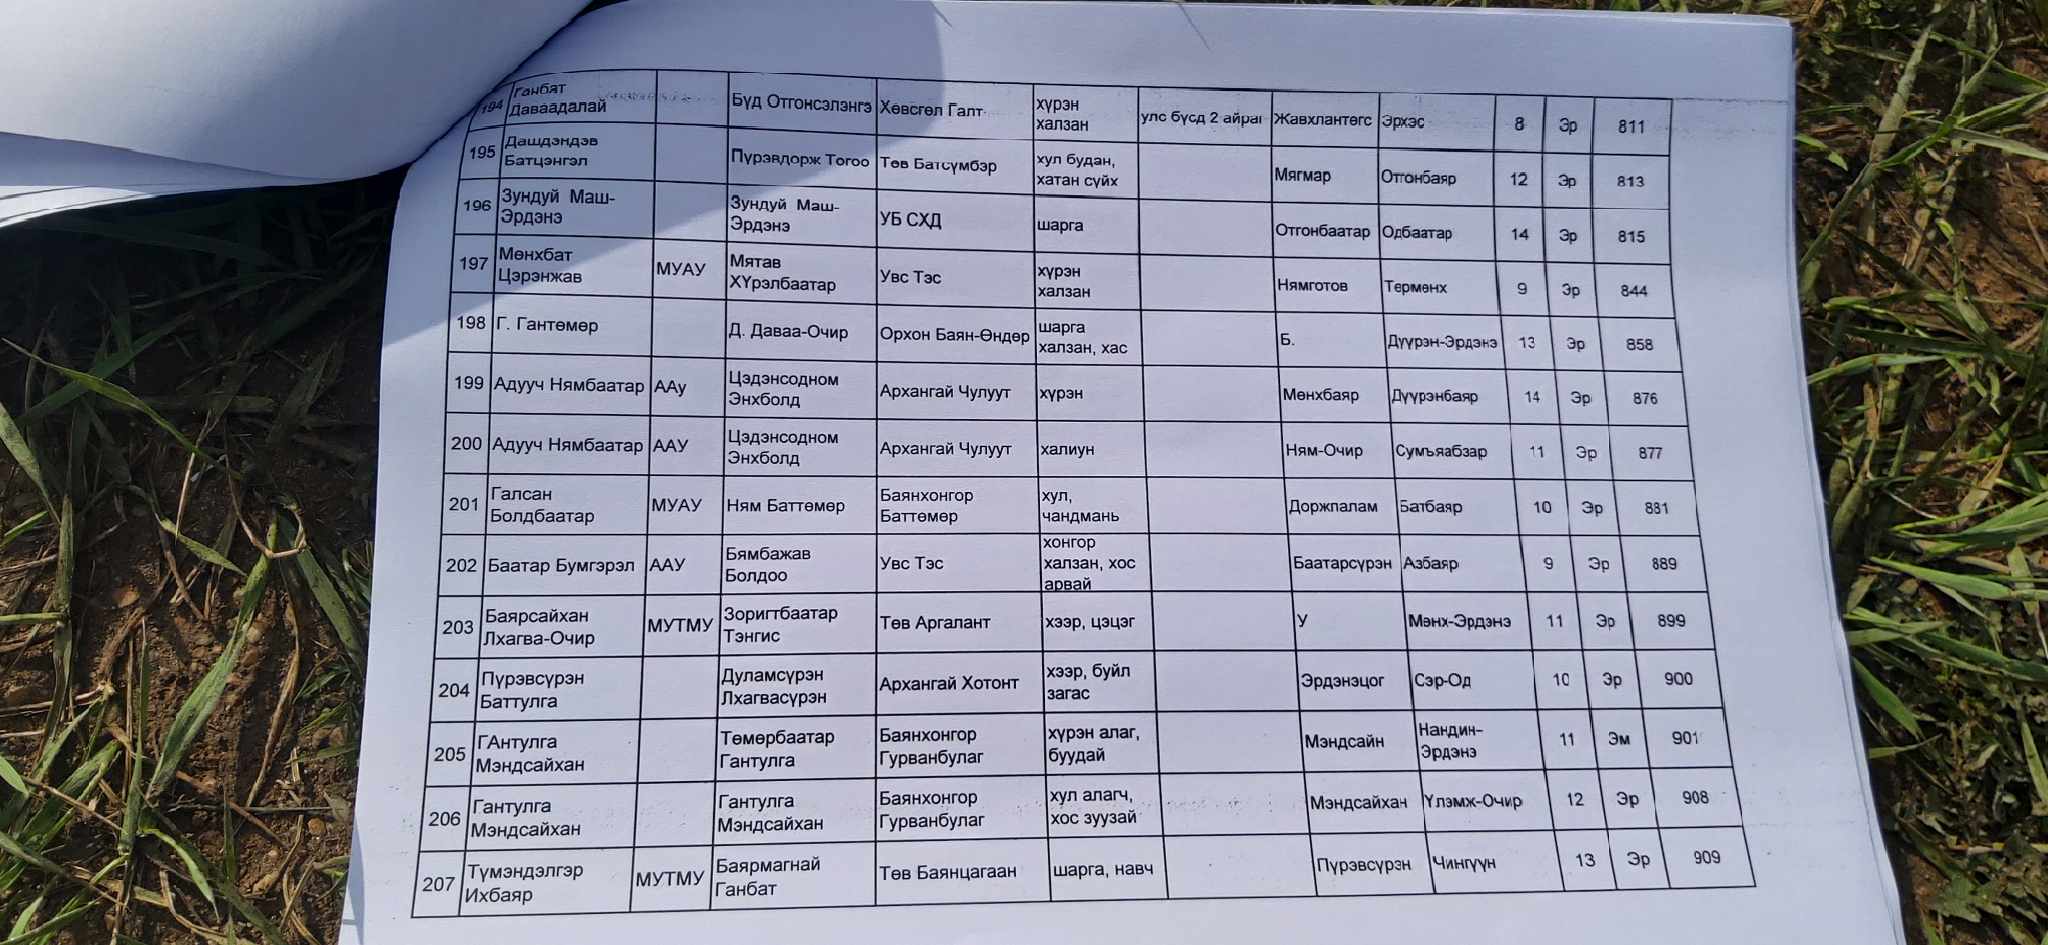 194 Ганбат Даваадалай Бүд Отгонсэлэнгэ Хөвсгөл Галт хүрэн халзан улс бүсд 2 айраг Жавхлантөгс Эрхэс 8 Эр 811
195 Дашдэндэв Батцэнгэл Пүрэвдорж Тогоо Төв Батсүмбэр хул будан, хатан сүйх Мягмар Отгонбаяр 12 Эр 813
196 Зундуй Маш-Эрдэнэ Зундуй Маш-Эрдэнэ УБ СХД шарга Отгонбаатар Одбаатар 14 Эр 815
197 Мөнхбат Цэрэнжав МУАУ Мятав ХҮрэлбаатар Увс Тэс хүрэн халзан Нямготов Төрмөнх 9 Эр 844
198 Г. Гантөмөр Д. Даваа-Очир Орхон Баян-Өндөр шарга халзан, хас Б. Дүүрэн-Эрдэнэ 13 Эр 858
199 Адууч Нямбаатар ААу Цэдэнсодном Энхболд Архангай Чулуут хүрэн Мөнхбаяр Дүүрэнбаяр 14 Эр 876
200 Адууч Нямбаатар ААУ Цэдэнсодном Энхболд Архангай Чулуут халиун Ням-Очир Сумъяабзар 11 Эр 877
201 Галсан Болдбаатар МУАУ Ням Баттөмөр Баянхонгор Баттөмөр хул, чандмань Доржпалам Батбаяр 10 Эр 881
202 Баатар Бумгэрэл ААУ Бямбажав Болдоо Увс Тэс хонгор халзан, хос арвай Баатарсүрэн Азбаяр 9 Эр 889
203 Баярсайхан Лхагва-Очир МУТМУ Зоригтбаатар Тэнгис Төв Аргалант хээр, цэцэг У Мөнх-Эрдэнэ 11 Эр 899
204 Пүрэвсүрэн Баттулга Дуламсүрэн Лхагвасүрэн Архангай Хотонт хээр, буйл загас Эрдэнэцог Сэр-Од 10 Эр 900
205 ГАнтулга Мэндсайхан Төмөрбаатар Гантулга Баянхонгор Гурванбулаг хүрэн алаг, буудай Мэндсайн Нандин-Эрдэнэ 11 Эм 901
206 Гантулга Мэндсайхан Гантулга Мэндсайхан Баянхонгор Гурванбулаг хул алагч, хос зуузай Мэндсайхан Үлэмж-Очир 12 Эр 908
207 Түмэндэлгэр Ихбаяр МУТМУ Баярмагнай Ганбат Төв Баянцагаан шарга, навч Пүрэвсүрэн Чингүүн 13 Эр 909